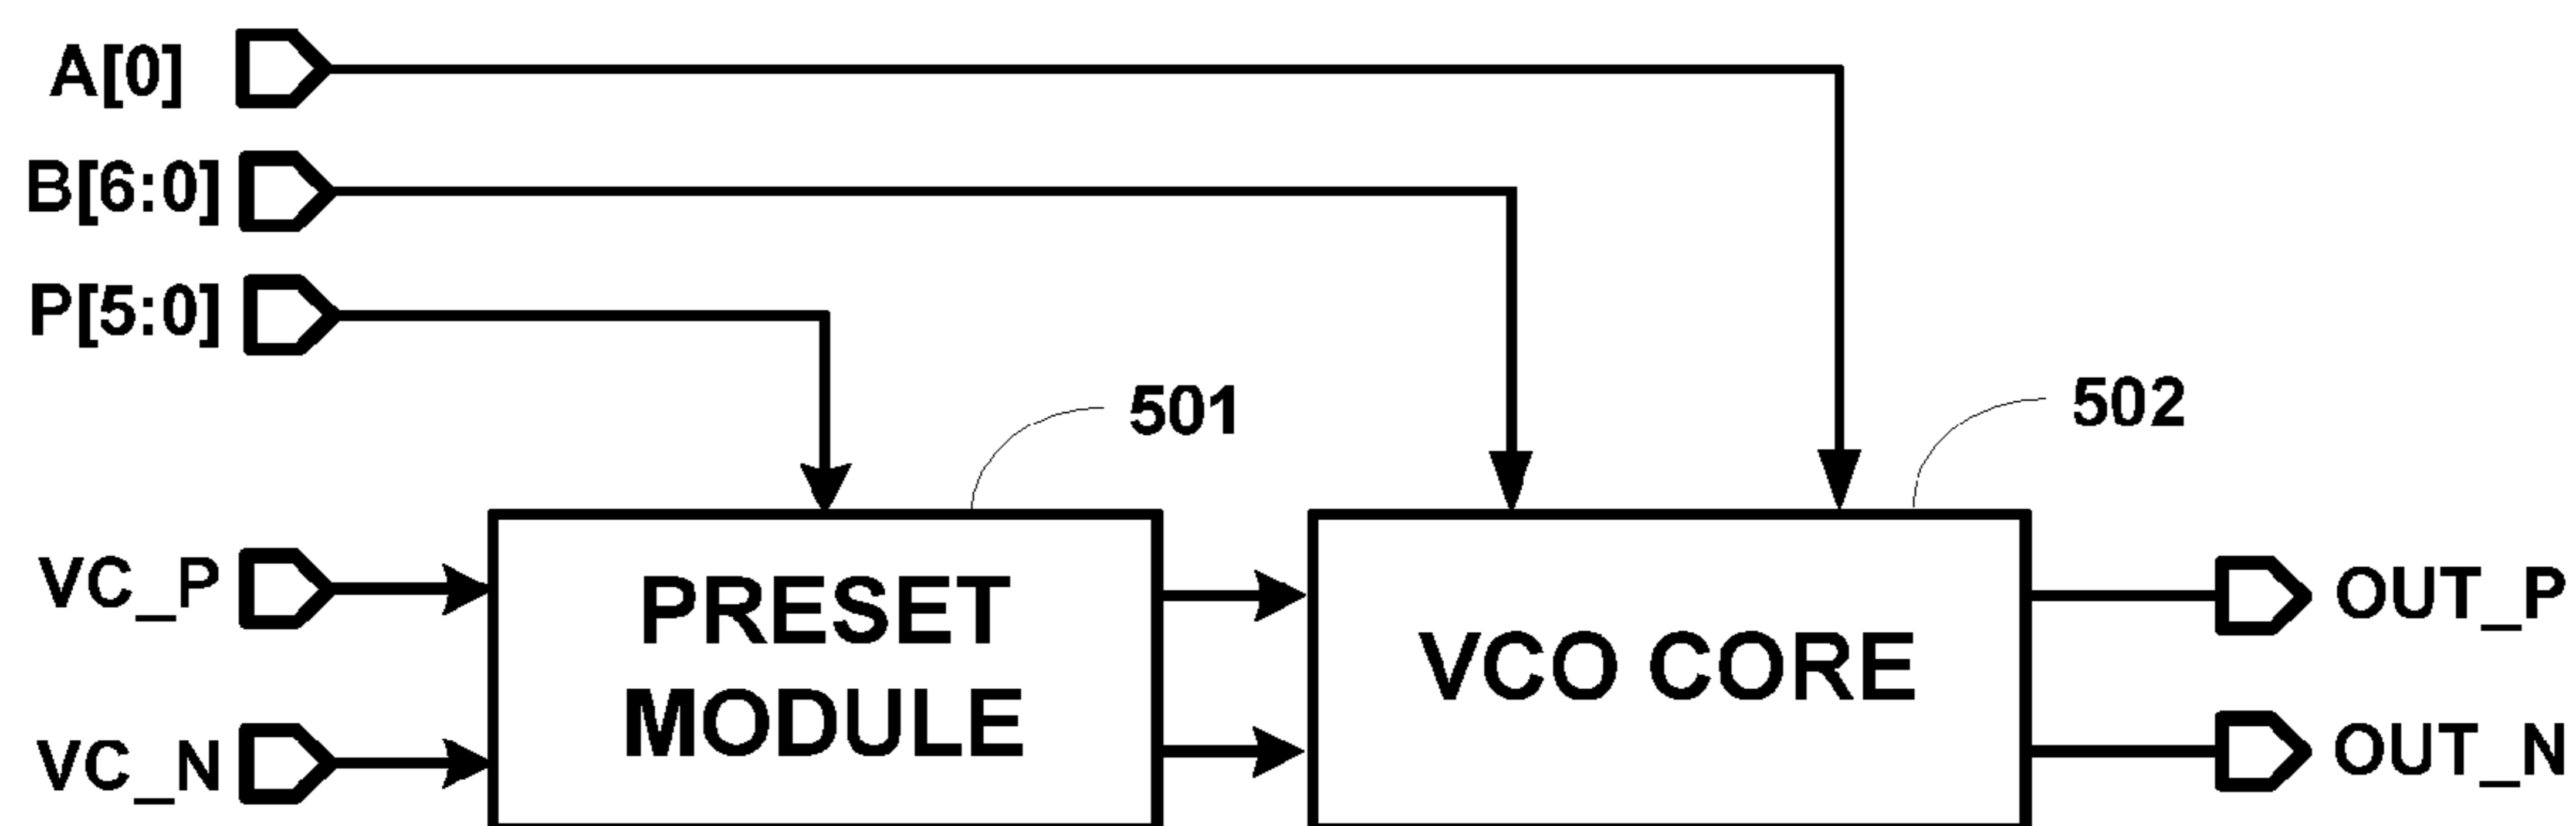 A[0]
B[6:0]
P[5:0]
501
502
VC_P
VC_N
PRESET
MODULE
VCO CORE
OUT_P
OUT_N